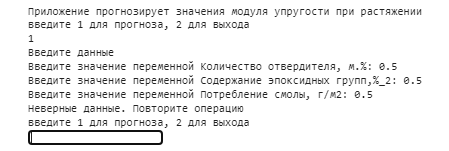 Приложение прогнозирует значения модуля упругости при растяжении
введите 1 для прогноза, 2 для выхода
1
Введите данные
Введите значение переменной Количество отвердителя, м.%: 0.5
Введите значение переменной Содержание эпоксидных групп,%_2: 0.5
Введите значение переменной Потребление смолы, г/м2: 0.5
Неверные данные. Повторите операцию
введите 1 для прогноза, 2 для выхода